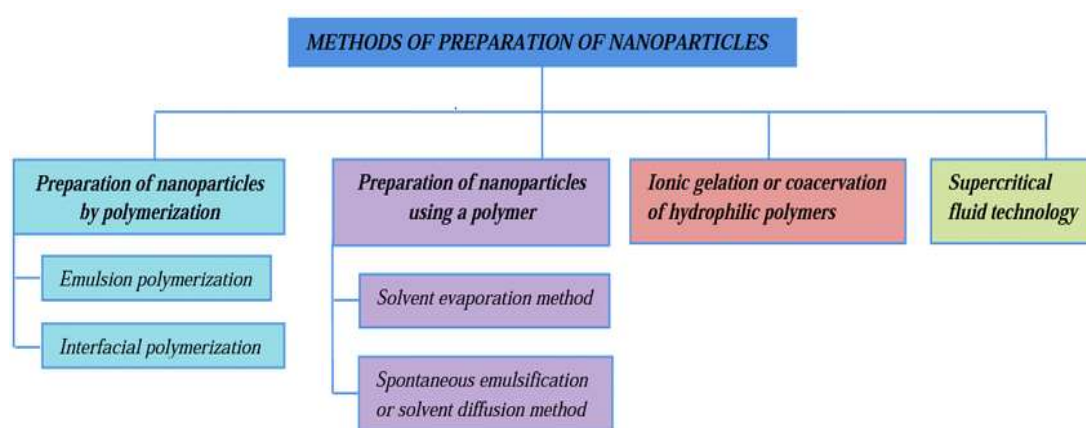 METHODS OF PREPARATION OF NANOPARTICLES
Preparation of nanoparticles
by polymerization
Emulsion polymerization
Interfacial polymerization
Preparation of nanoparticles
using a polymer
Solvent evaporation method
Spontaneous emulsification
or solvent diffusion method
Ionic gelation or coacervation
of hydrophilic polymers
Supercritical
fluid technology